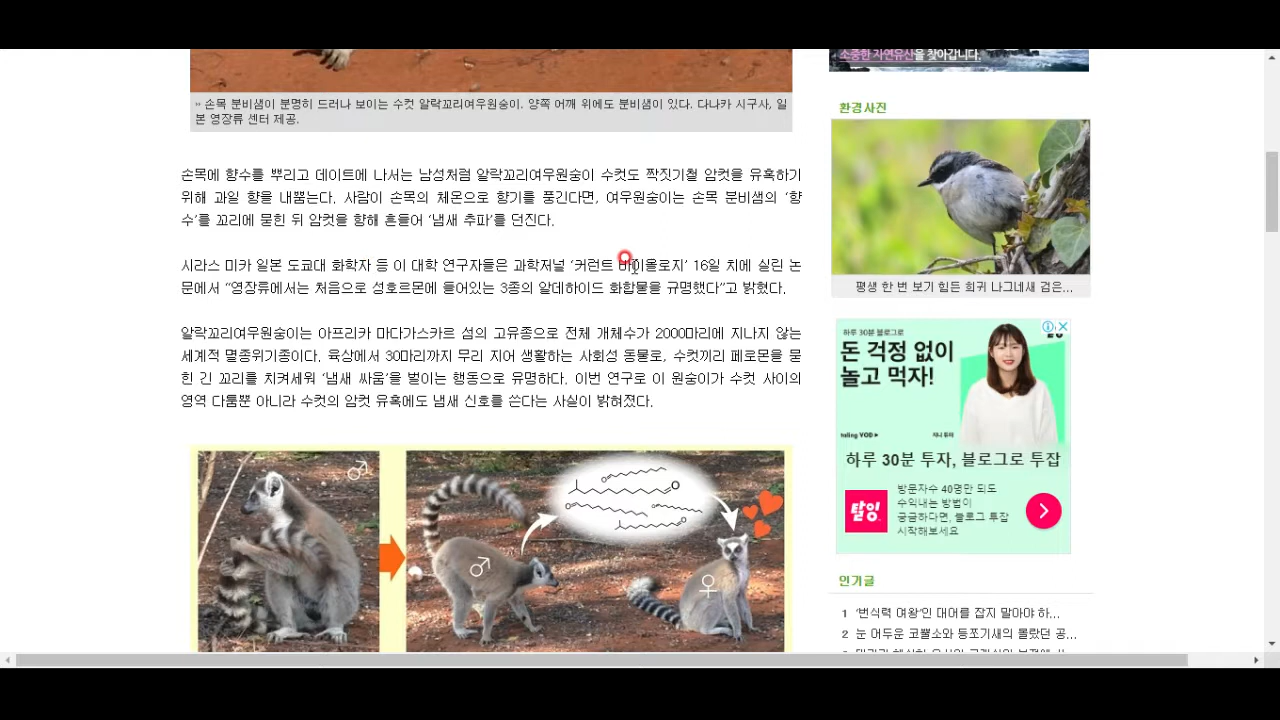 소중한 자연유산을 찾아갑니다.
» 손목 분비샘이 분명히 드러나 보이는 수컷 알락꼬리여우원숭이. 양쪽 어깨 위에도 분비샘이 있다. 다나카 시구사, 일
본 영장류 센터 제공.
손목에 향수를 뿌리고 데이트에 나서는 남성처럼 알락꼬리여우원숭이 수컷도 짝짓기철 암컷을 유혹하기
위해 과일 향을 내뿜는다. 사람이 손목의 체온으로 향기를 풍긴다면, 여우원숭이는 손목 분비샘의 ‘향
수’를 꼬리에 묻힌 뒤 암컷을 향해 흔들어 ‘냄새 추파’를 던진다.
시라스 미카 일본 도쿄대 화학자 등 이 대학 연구자들은 과학저널 ‘커런트 바이올로지’ 16일 치에 실린 논
문에서 “영장류에서는 처음으로 성호르몬에 들어있는 3종의 알데하이드 화합물을 규명했다”고 밝혔다.
알락꼬리여우원숭이는 아프리카 마다가스카르 섬의 고유종으로 전체 개체수가 2000마리에 지나지 않는
세계적 멸종위기종이다. 육상에서 30마리까지 무리 지어 생활하는 사회성 동물로, 수컷끼리 페로몬을 묻
힌 긴 꼬리를 치켜세워 ‘냄새 싸움’을 벌이는 행동으로 유명하다. 이번 연구로 이 원숭이가 수컷 사이의
영역 다툼뿐 아니라 수컷의 암컷 유혹에도 냄새 신호를 쓴다는 사실이 밝혀졌다.
♂
♂
♀
환경사진
평생 한 번 보기 힘든 희귀 나그네새 검은...
하루 30분 블로그로
돈 걱정 없이
놀고 먹자!
taling VOD ▶
하루 30분 투자, 블로그로 투잡
탈잉
방문자수 40명만 되도
수익내는 방법이
궁금하다면, 블로그 투잡
시작해보세요
인기글
1 ‘번식력 여왕’인 대어를 잡지 말아야 하...
2 눈 어두운 코뿔소와 등쪼기새의 몰랐던 공...